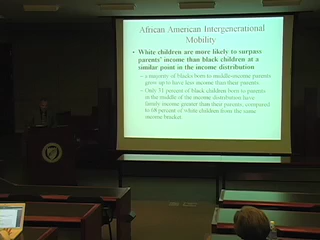 African American Intergenerational
Mobility
• White children are more likely to surpass
parents' income than black children at a
similar point in the income distribution
– a majority of blacks born to middle-income parents
grow up to have less income than their parents
– Only 31 percent of black children born to parents
in the middle of the income distribution have
family income greater than their parents, compared
to 68 percent of white children from the same
income bracket